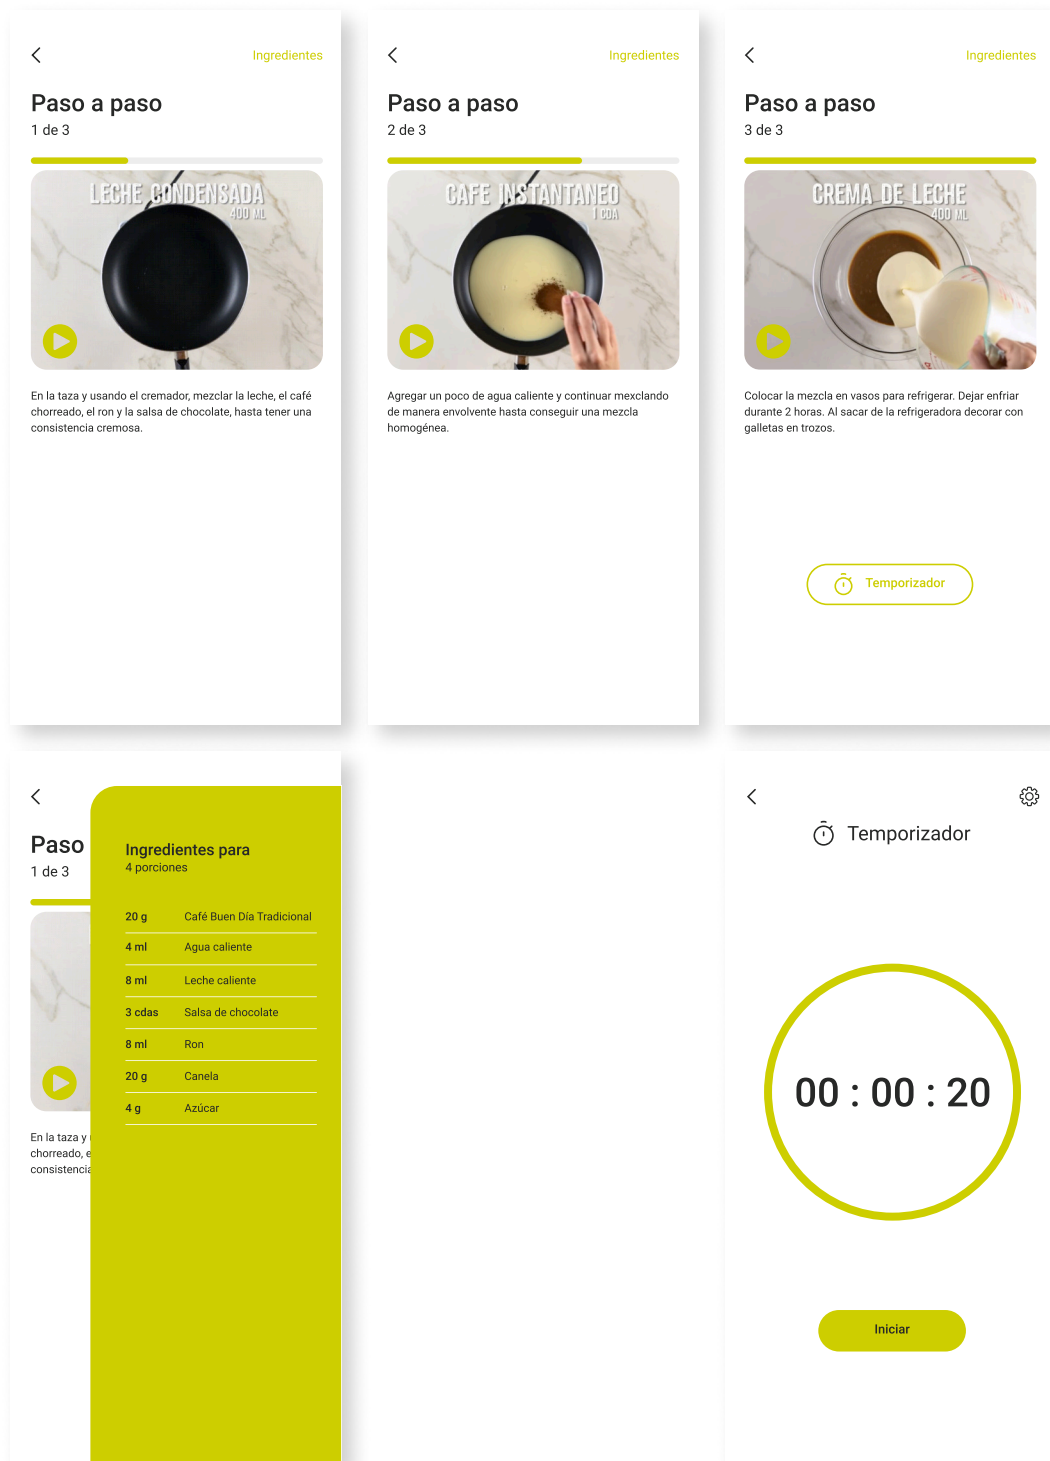 Ingredientes
Paso a paso
1 de 3
LECHE CONDENSADA
400 ML
En la taza y usando el cremador, mezclar la leche, el café
chorreado, el ron y la salsa de chocolate, hasta tener una
consistencia cremosa.
Ingredientes
Paso a paso
2 de 3
CAFE INSTANTANEO
1 CDA
Agregar un poco de agua caliente y continuar mexclando
de manera envolvente hasta conseguir una mezcla
homogénea.
Ingredientes
Paso a paso
3 de 3
CREMA DE LECHE
400 ML
Colocar la mezcla en vasos para refrigerar. Dejar enfriar
durante 2 horas. Al sacar de la refrigeradora decorar con
galletas en trozos.
Temporizador
Paso
1 de 3
En la taza y
chorreado, e
consistencia
Ingredientes para
4 porciones
20 g Café Buen Día Tradicional
4 ml Agua caliente
8 ml Leche caliente
3 cdas Salsa de chocolate
8 ml Ron
20 g Canela
4 g Azúcar
Temporizador
00 : 00 : 20
Iniciar